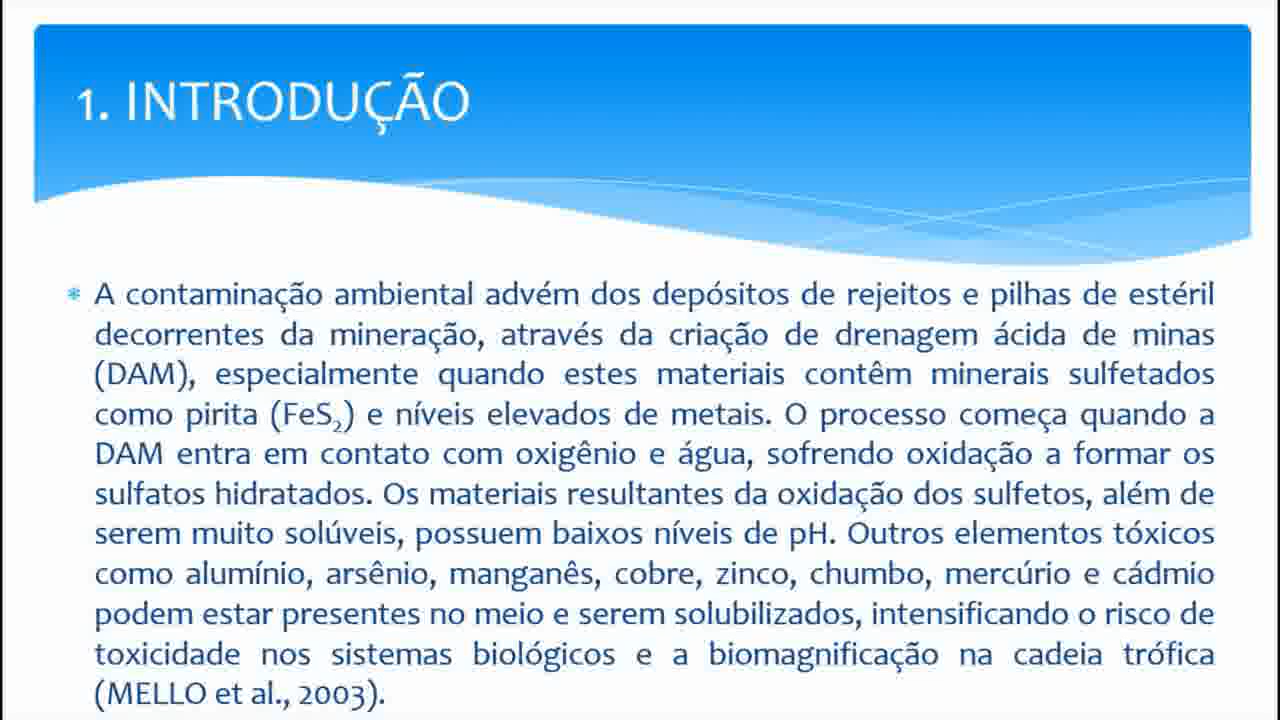 1. INTRODUÇÃO
A contaminação ambiental advém dos depósitos de rejeitos e pilhas de estéril
decorrentes da mineração, através da criação de drenagem ácida de minas
(DAM), especialmente quando estes materiais contêm minerais sulfetados
como pirita (FeS₂) e níveis elevados de metais. O processo começa quando a
DAM entra em contato com oxigênio e água, sofrendo oxidação a formar os
sulfatos hidratados. Os materiais resultantes da oxidação dos sulfetos, além de
serem muito solúveis, possuem baixos níveis de pH. Outros elementos tóxicos
como alumínio, arsênio, manganês, cobre, zinco, chumbo, mercúrio e cádmio
podem estar presentes no meio e serem solubilizados, intensificando o risco de
toxicidade nos sistemas biológicos e a biomagnificação na cadeia trófica
(MELLO et al., 2003).